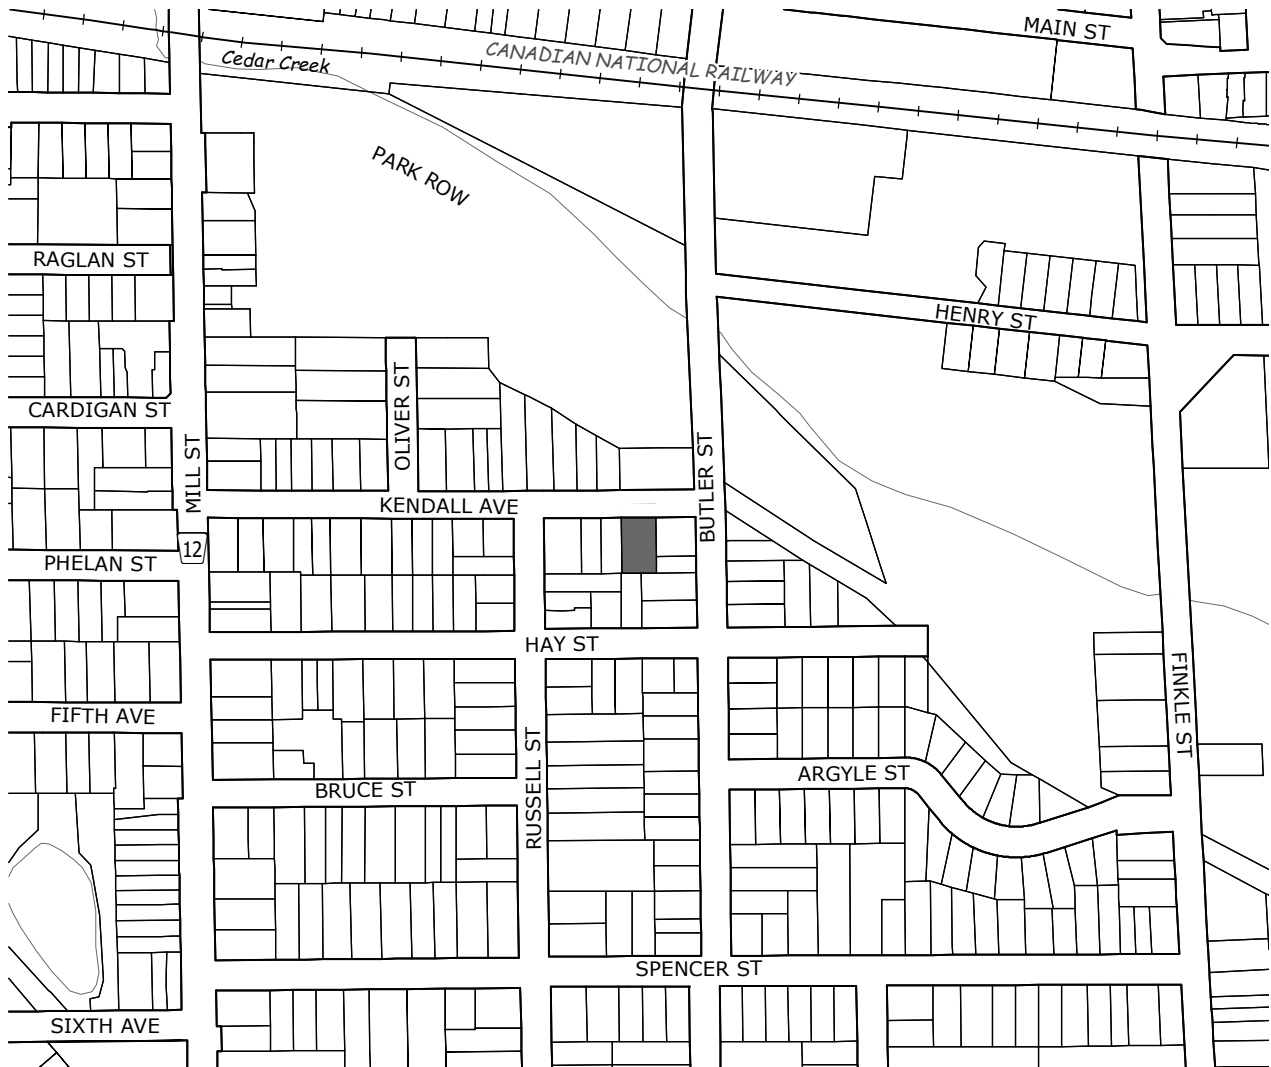 MAIN ST
CANADIAN NATIONAL RAILWAY
Cedar Creek
PARK ROW
RAGLAN ST
HENRY ST
CARDIGAN ST
OLIVER ST
MILL ST
BUTLER ST
KENDALL AVE
12
PHELAN ST
HAY ST
FINKLE ST
FIFTH AVE
RUSSELL ST
ARGYLE ST
BRUCE ST
SPENCER ST
SIXTH AVE